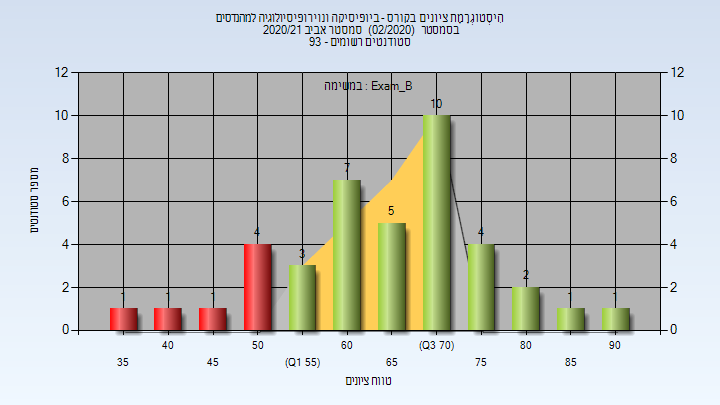 הִיסְטוֹגְרָמַת ציונים בקורס - ביופיסיקה ונוירופיסיולוגיה למהנדסים
בסמסטר (02/2020) סמסטר אביב 2020/21
סטודנטים רשומים - 93
במשימה : Exam_B
12 12
10 10 10
8 8
7
6 6
5
4 4 4 4
3
2 2 2
1 1 1 1 1
0 0
מספר סטודנטים
40 50 60 (Q3 70) 80 90
35 45 (Q1 55) 65 75 85
טווח ציונים